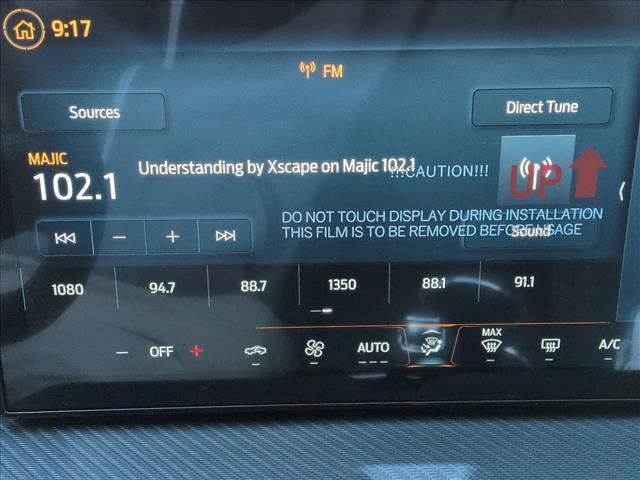 9:17
FM
Sources
Direct Tune
MAJIC
102.1
Understanding by Xscape on Majic 102.1
!!!CAUTION!!!
UP
DO NOT TOUCH DISPLAY DURING INSTALLATION
THIS FILM IS TO BE REMOVED BEFORE USAGE
Sound
1080 94.7 88.7 1350 88.1 91.1
OFF AUTO MAX A/C